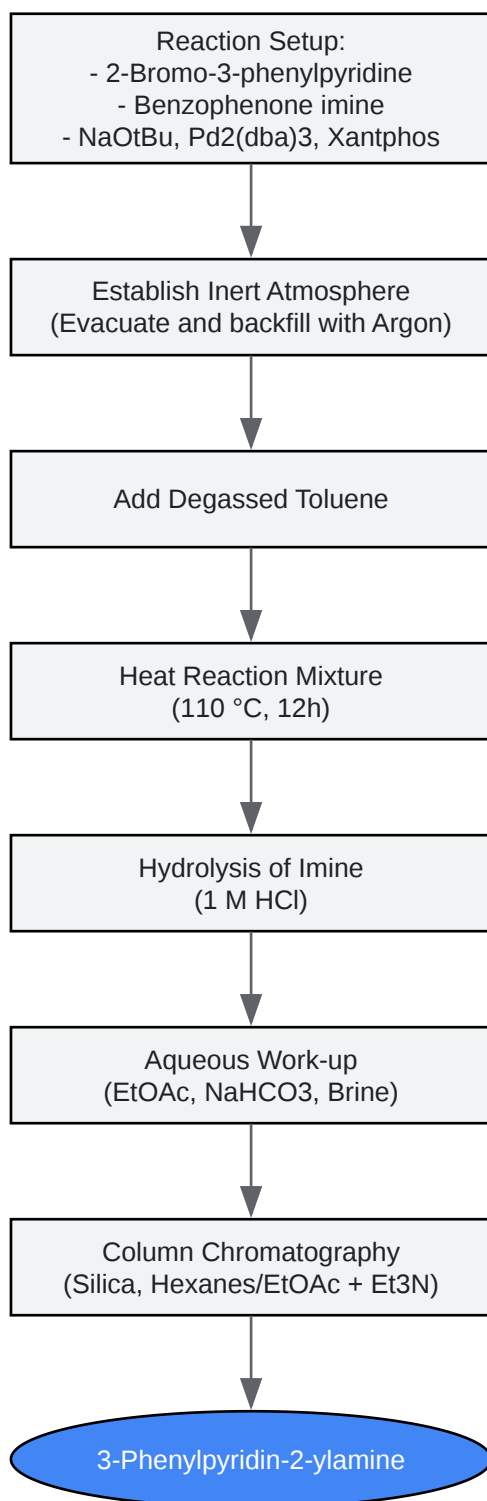 Reaction Setup:
- 2-Bromo-3-phenylpyridine
- Benzophenone imine
- NaOtBu, Pd2(dba)3, Xantphos
Establish Inert Atmosphere
(Evacuate and backfill with Argon)
Add Degassed Toluene
Heat Reaction Mixture
(110 °C, 12h)
Hydrolysis of Imine
(1 M HCl)
Aqueous Work-up
(EtOAc, NaHCO3, Brine)
Column Chromatography
(Silica, Hexanes/EtOAc + Et3N)
3-Phenylpyridin-2-ylamine